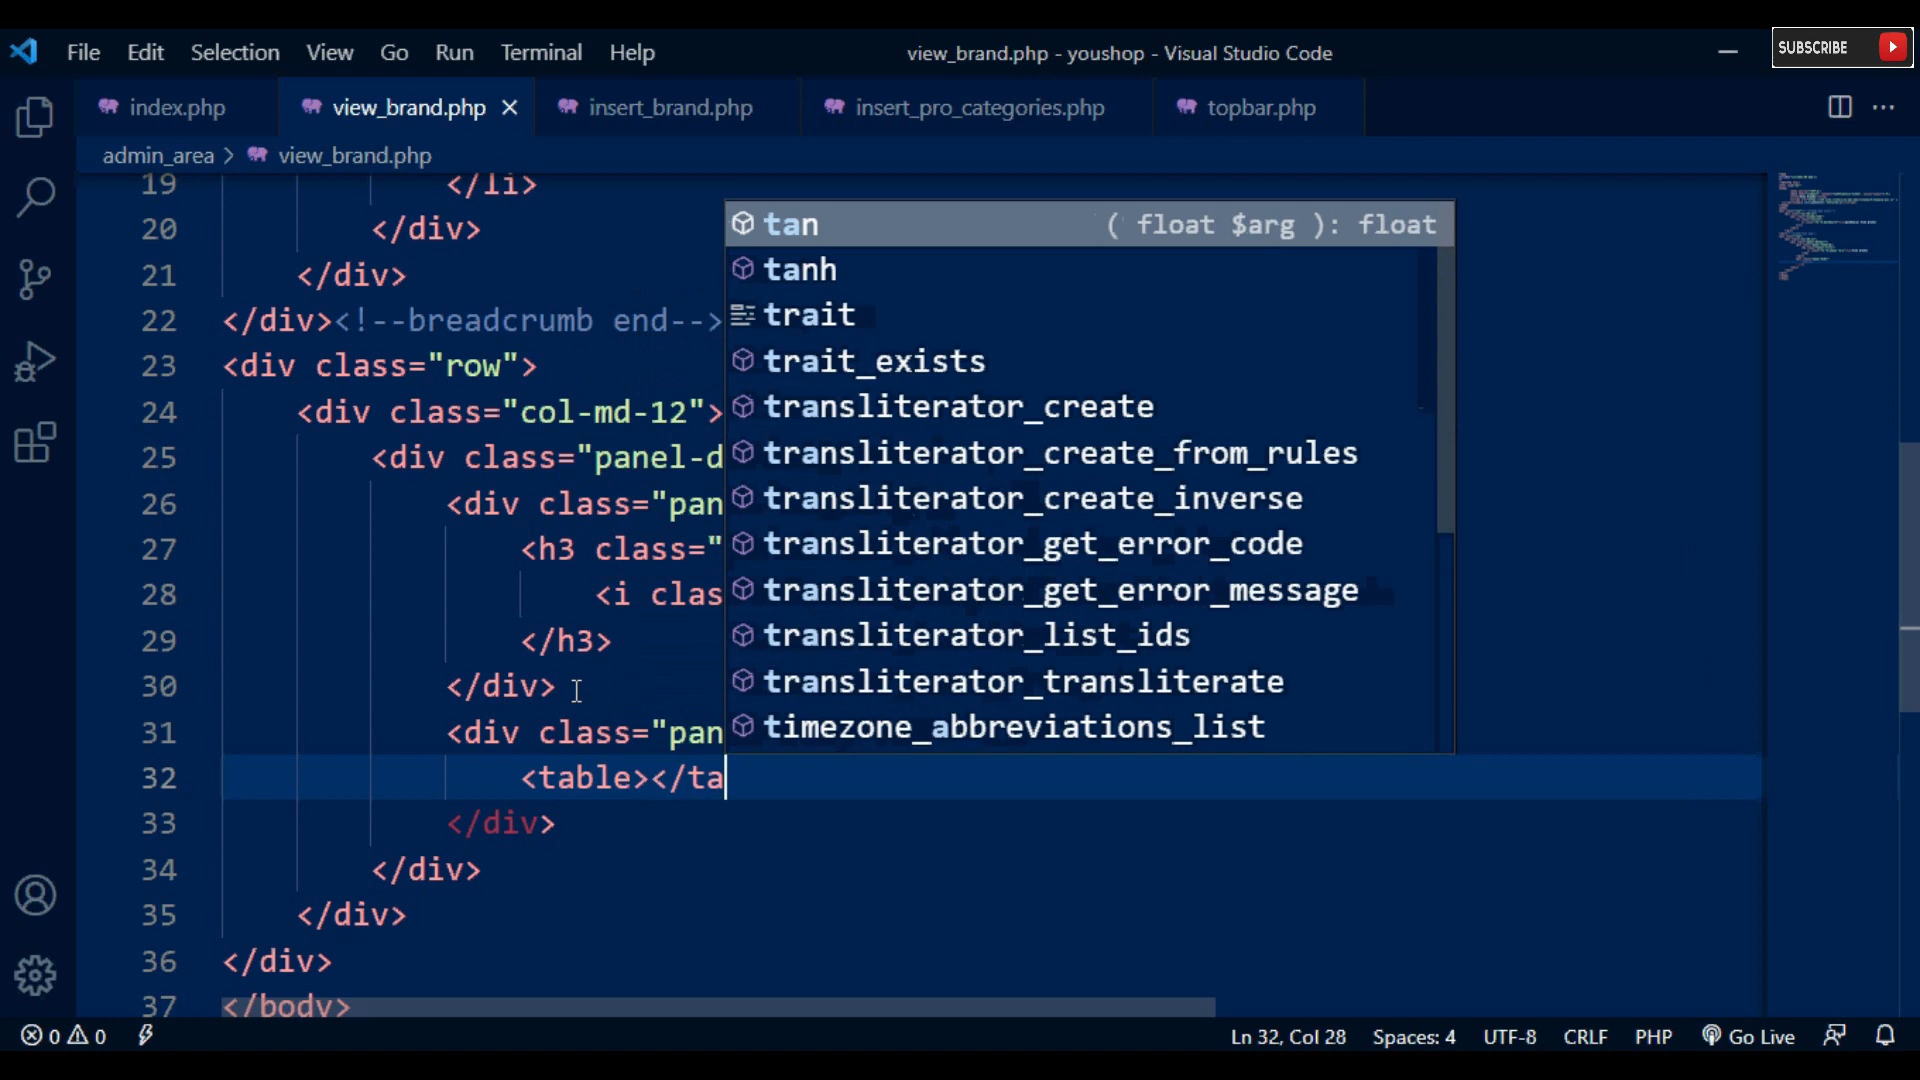 File Edit Selection View Go Run Terminal Help
view_brand.php - youshop - Visual Studio Code
SUBSCRIBE
index.php view_brand.php insert_brand.php insert_pro_categories.php topbar.php
admin_area > view_brand.php
19 </li>
20 </div>
21 </div>
22 </div><!--breadcrumb end-->
23 <div class="row">
24 <div class="col-md-12">
25 <div class="panel-d
26 <div class="pan
27 <h3 class="
28 <i clas
29 </h3>
30 </div>
31 <div class="pan
32 <table></ta
33 </div>
34 </div>
35 </div>
36 </div>
37 </body>
tan ( float $arg ): float
tanh
trait
trait_exists
transliterator_create
transliterator_create_from_rules
transliterator_create_inverse
transliterator_get_error_code
transliterator_get_error_message
transliterator_list_ids
transliterator_transliterate
timezone_abbreviations_list
0 0 Ln 32, Col 28 Spaces: 4 UTF-8 CRLF PHP Go Live